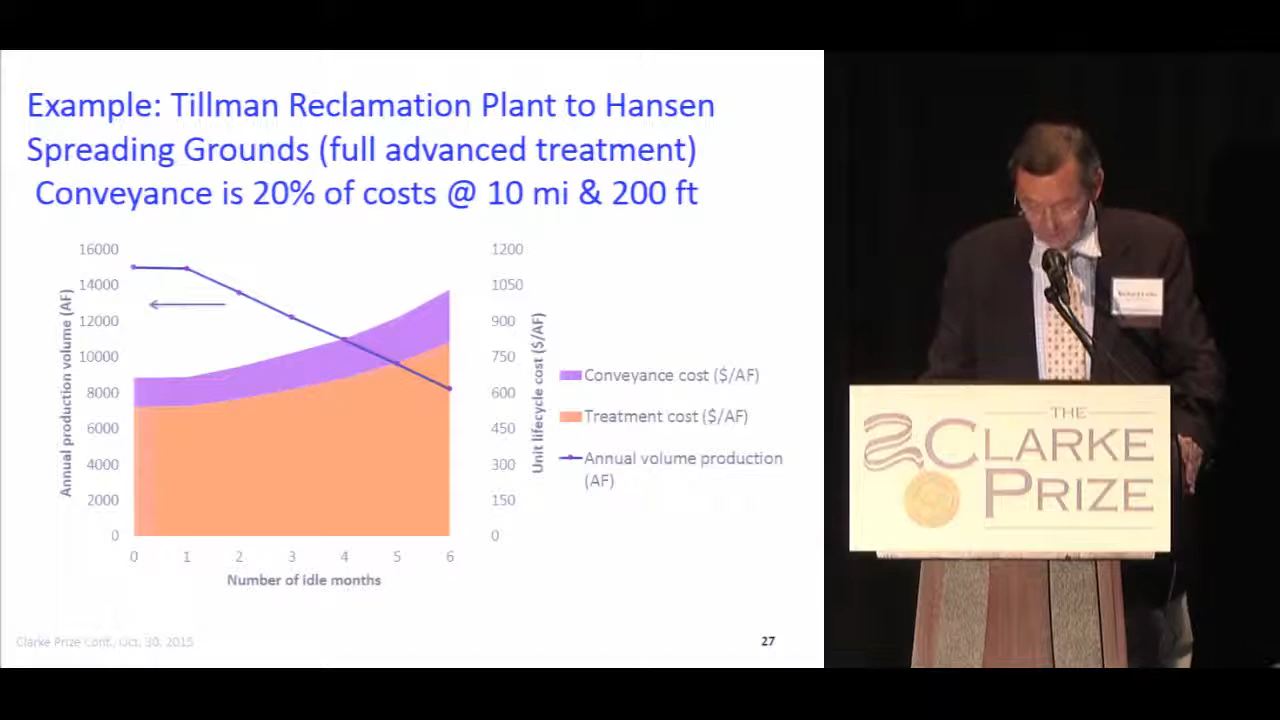 Example: Tillman Reclamation Plant to Hansen
Spreading Grounds (full advanced treatment)
Conveyance is 20% of costs @ 10 mi & 200 ft
16000
14000
12000
10000
8000
6000
4000
2000
0
Annual production volume (AF)
0 1 2 3 4 5 6
Number of idle months
1200
1050
900
750
600
450
300
150
0
Unit lifecycle cost ($/AF)
Conveyance cost ($/AF)
Treatment cost ($/AF)
Annual volume production
(AF)
Clarke Prize Conf., Oct. 30, 2015
27
THE
CLARKE
PRIZE